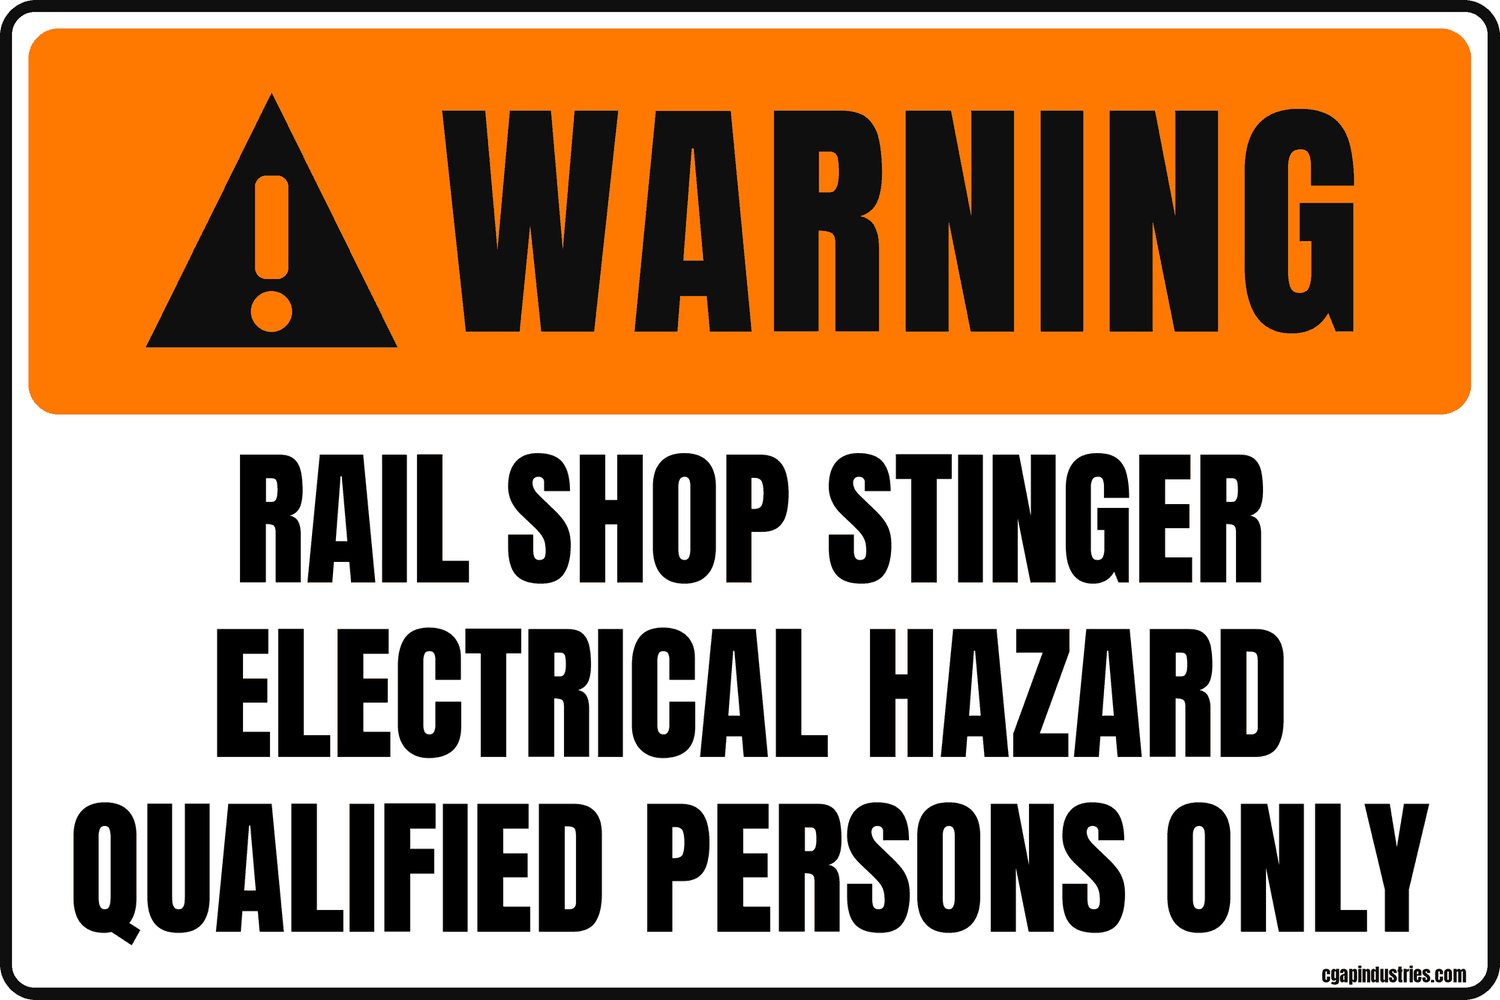 WARNING
RAIL SHOP STINGER
ELECTRICAL HAZARD
QUALIFIED PERSONS ONLY
cgapindustries.com